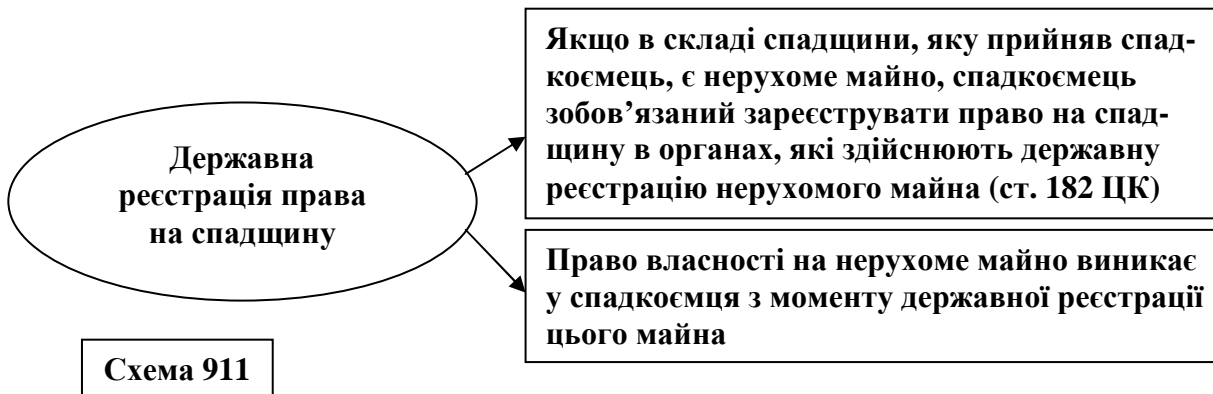 Державна
реєстрація права
на спадщину
Якщо в складі спадщини, яку прийняв спад-
коємець, є нерухоме майно, спадкоємець
зобов’язаний зареєструвати право на спад-
щину в органах, які здійснюють державну
реєстрацію нерухомого майна (ст. 182 ЦК)
Право власності на нерухоме майно виникає
у спадкоємця з моменту державної реєстрації
цього майна
Схема 911